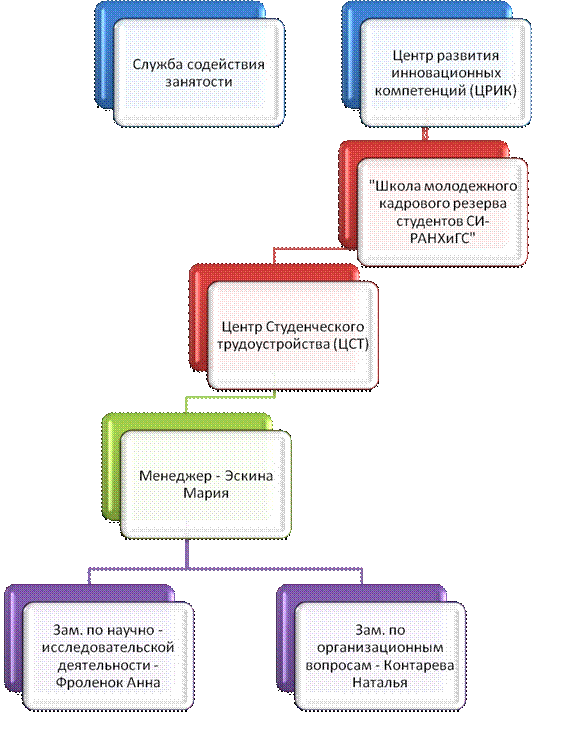 Служба содействия
занятости
Центр развития
инновационных
компетенций (ЦРИК)
"Школа молодежного
кадрового резерва
студентов СИ-
РАНХиГС"
Центр Студенческого
трудоустройства (ЦСТ)
Менеджер - Эскина
Мария
Зам. по научно -
исследовательской
деятельности -
Фроленок Анна
Зам. по
организационным
вопросам - Контарева
Наталья